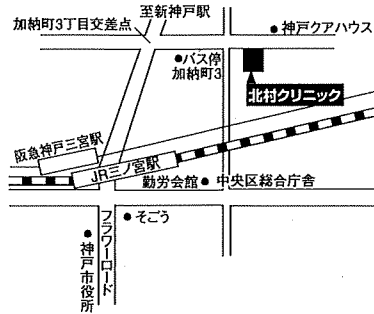 至新神戸駅
加納町3丁目交差点
神戸クアハウス
バス停
加納町3
北村クリニック
阪急神戸三宮駅
JR三ノ宮駅
勤労会館
中央区総合庁舎
そごう
フラワーロード
神戸市役所